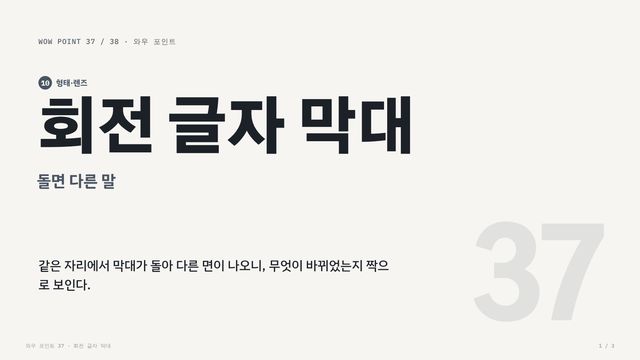 WOW POINT 37 / 38 · 와우 포인트
10 형태·렌즈
회전 글자 막대
돌면 다른 말
같은 자리에서 막대가 돌아 다른 면이 나오니, 무엇이 바뀌었는지 짝으
로 보인다.
37
와우 포인트 37 · 회전 글자 막대
1 / 3